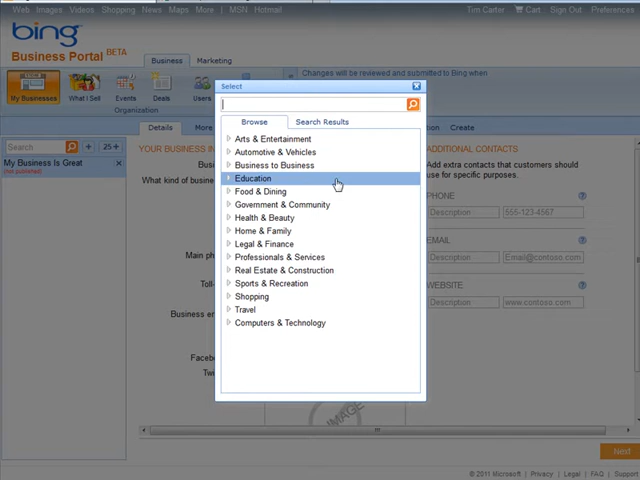 Web Images Videos Shopping News Maps More | MSN Hotmail
Tim Carter | Cart | Sign Out | Preferences
bing
Business Portal BETA
Business Marketing
My Businesses What I Sell Events Deals Users
Organization
Changes will be reviewed and submitted to Bing when
Select
Details More Create
Browse Search Results
Search 25
My Business Is Great
(not published)
YOUR BUSINESS IN
What kind of busine
Main ph
Toll-
Business en
Faceb
Twi
Arts & Entertainment
Automotive & Vehicles
Business to Business
Education
Food & Dining
Government & Community
Health & Beauty
Home & Family
Legal & Finance
Professionals & Services
Real Estate & Construction
Sports & Recreation
Shopping
Travel
Computers & Technology
ADDITIONAL CONTACTS
Add extra contacts that customers should
use for specific purposes.
PHONE
Description 555-123-4567
EMAIL
Description Email@contoso.com
WEBSITE
Description www.contoso.com
IMAGE
Next
© 2011 Microsoft | Privacy | Legal | FAQ | Support